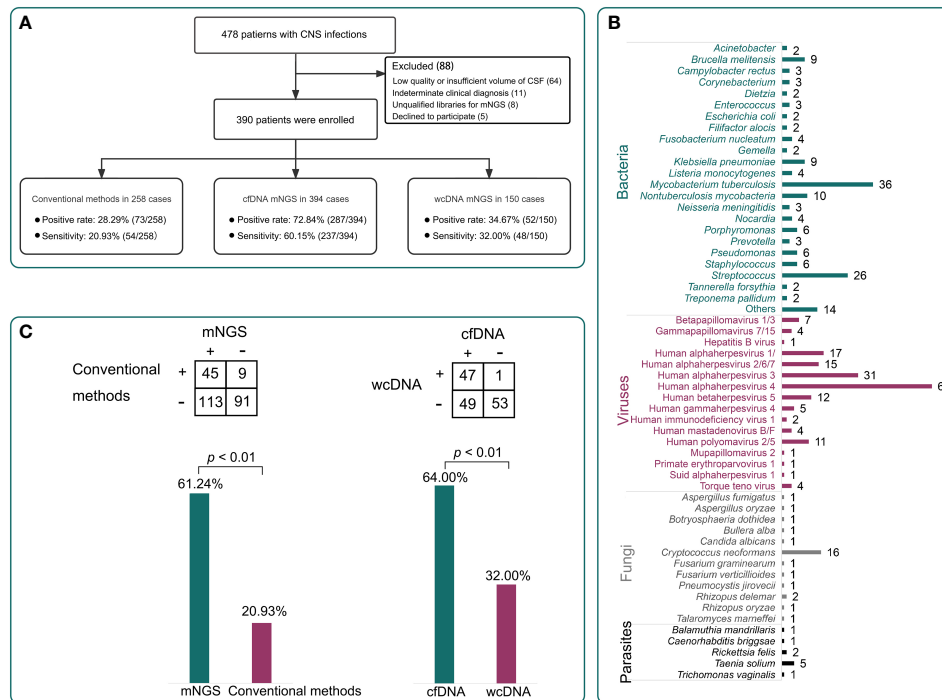 A
478 patierns with CNS infections
Excluded (88)
Low quality or insufficient volume of CSF (64)
Indeterminate clinical diagnosis (11)
Unqualified libraries for mNGS (8)
Declined to participate (5)
390 patients were enrolled
Conventional methods in 258 cases
● Positive rate: 28.29% (73/258)
● Sensitivity: 20.93% (54/258)
cfDNA mNGS in 394 cases
● Positive rate: 72.84% (287/394)
● Sensitivity: 60.15% (237/394)
wcDNA mNGS in 150 cases
● Positive rate: 34.67% (52/150)
● Sensitivity: 32.00% (48/150)
B
Bacteria
Acinetobacter 2
Brucella melitensis 9
Campylobacter rectus 3
Corynebacterium 3
Dietzia 2
Enterococcus 3
Escherichia coli 2
Filifactor alocis 2
Fusobacterium nucleatum 4
Gemella 2
Klebsiella pneumoniae 9
Listeria monocytogenes 4
Mycobacterium tuberculosis 36
Nontuberculosis mycobacteria 10
Neisseria meningitidis 3
Nocardia 4
Porphyromonas 6
Prevotella 3
Pseudomonas 6
Staphylococcus 4
Streptococcus 26
Tannerella forsythia 2
Treponema pallidum 2
Others 14
Viruses
Betapapillomavirus 1/3 7
Gammapapillomavirus 7/15 4
Hepatitis B virus 1
Human alphaherpesvirus 1/ 17
Human alphaherpesvirus 2/6/7 15
Human alphaherpesvirus 3 31
Human alphaherpesvirus 4 6
Human betaherpesvirus 5 12
Human gammaherpesvirus 4 5
Human immunodeficiency virus 1 2
Human mastadenovirus B/F 4
Human polyomavirus 2/5 11
Mupapillomavirus 2 1
Primate erythroparvovirus 1 1
Suid alphaherpesvirus 1 1
Torque teno virus 4
Fungi
Aspergillus fumigatus 1
Aspergillus oryzae 1
Botryosphaeria dothidea 1
Bullera alba 1
Candida albicans 1
Cryptococcus neoformans 16
Fusarium graminearum 1
Fusarium verticillioides 1
Pneumocystis jirovecii 1
Rhizopus delemar 2
Rhizopus oryzae 1
Talaromyces marneffei 1
Parasites
Balamuthia mandrillaris 1
Caenorhabditis briggsae 1
Rickettsia felis 2
Taenia solium 5
Trichomonas vaginalis 1
C
mNGS
+ -
Conventional methods
+ 45 9
- 113 91
cfDNA
+ -
wcDNA
+ 47 1
- 49 53
p < 0.01
61.24%
20.93%
mNGS Conventional methods
p < 0.01
64.00%
32.00%
cfDNA wcDNA